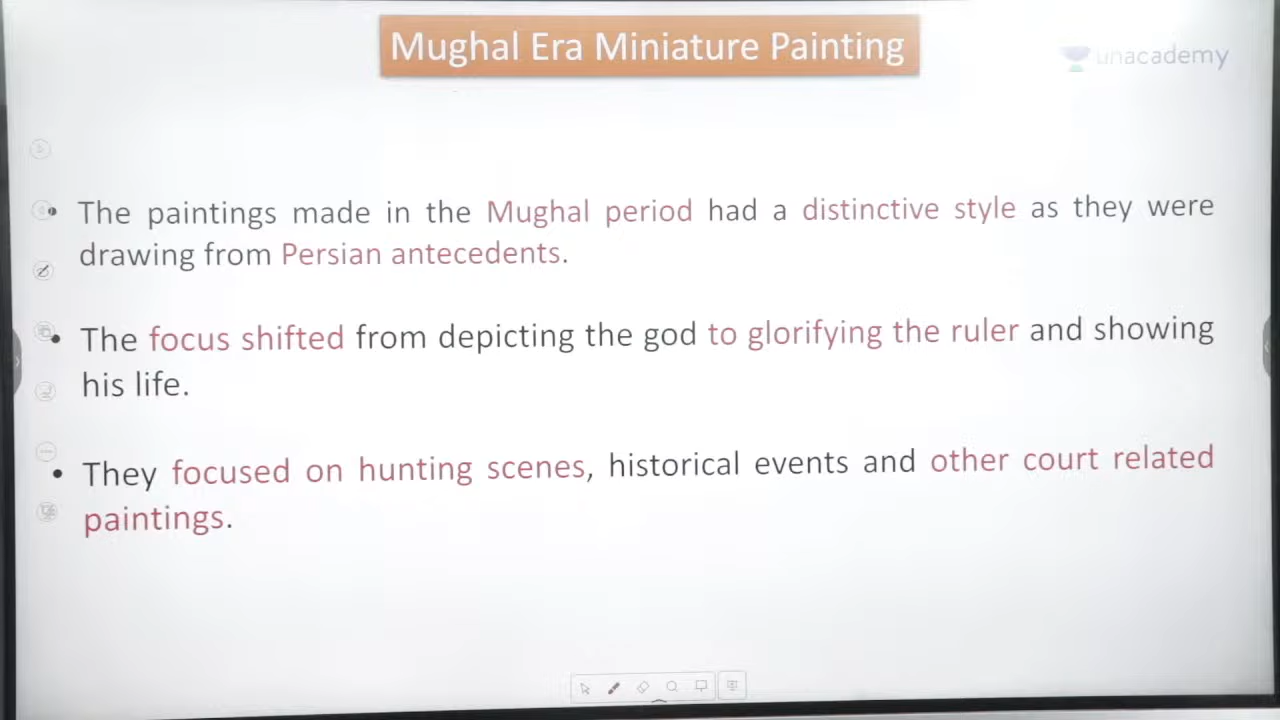 Mughal Era Miniature Painting
unacademy
• The paintings made in the Mughal period had a distinctive style as they were
drawing from Persian antecedents.
• The focus shifted from depicting the god to glorifying the ruler and showing
his life.
• They focused on hunting scenes, historical events and other court related
paintings.